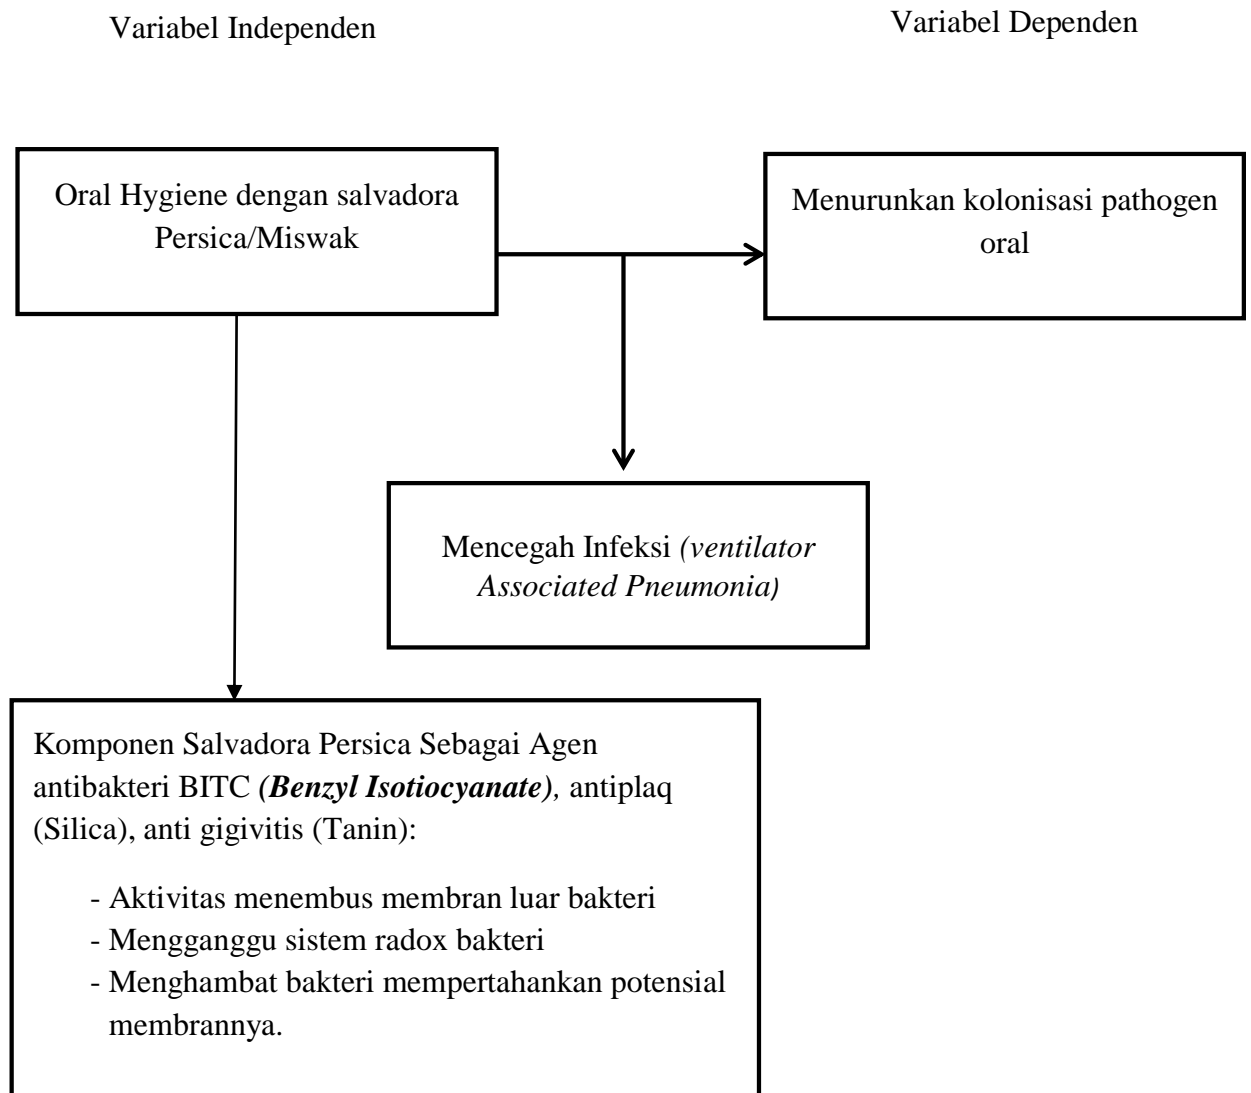 Variabel Independen
Variabel Dependen
Oral Hygiene dengan salvadora
Persica/Miswak
Menurunkan kolonisasi pathogen
oral
Mencegah Infeksi (ventilator
Associated Pneumonia)
Komponen Salvadora Persica Sebagai Agen
antibakteri BITC (Benzyl Isotiocyanate), antiplaq
(Silica), anti gigivitis (Tanin):
- Aktivitas menembus membran luar bakteri
- Mengganggu sistem radox bakteri
- Menghambat bakteri mempertahankan potensial
membrannya.